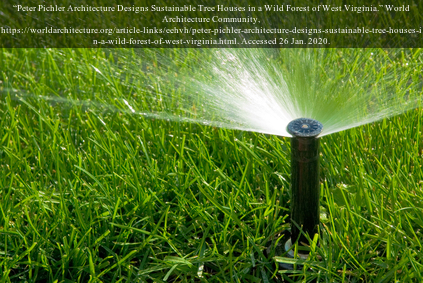 “Peter Pichler Architecture Designs Sustainable Tree Houses in a Wild Forest of West Virginia.” World
Architecture Community,
https://worldarchitecture.org/article-links/eehvh/peter-pichler-architecture-designs-sustainable-tree-houses-i
n-a-wild-forest-of-west-virginia.html. Accessed 26 Jan. 2020.